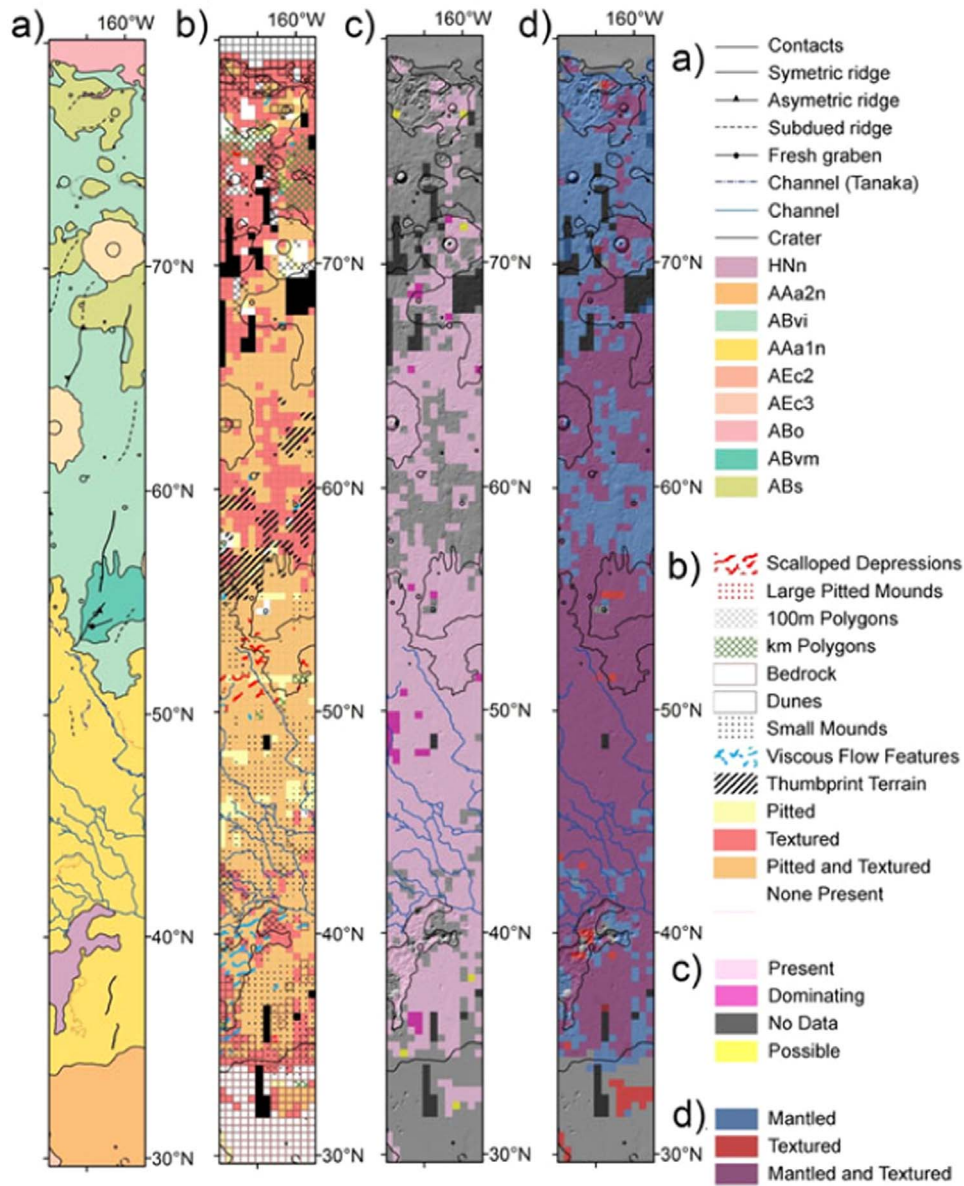 a)
160°W
b)
160°W
c)
160°W
d)
160°W
70°N
60°N
50°N
40°N
30°N
70°N
60°N
50°N
40°N
30°N
70°N
60°N
50°N
40°N
30°N
70°N
60°N
50°N
40°N
30°N
a)
Contacts
Symetric ridge
Asymetric ridge
Subdued ridge
Fresh graben
Channel (Tanaka)
Channel
Crater
HNn
AAa2n
ABvi
AAa1n
AEc2
AEc3
ABo
ABvm
ABs
b)
Scalloped Depressions
Large Pitted Mounds
100m Polygons
km Polygons
Bedrock
Dunes
Small Mounds
Viscous Flow Features
Thumbprint Terrain
Pitted
Textured
Pitted and Textured
None Present
c)
Present
Dominating
No Data
Possible
d)
Mantled
Textured
Mantled and Textured